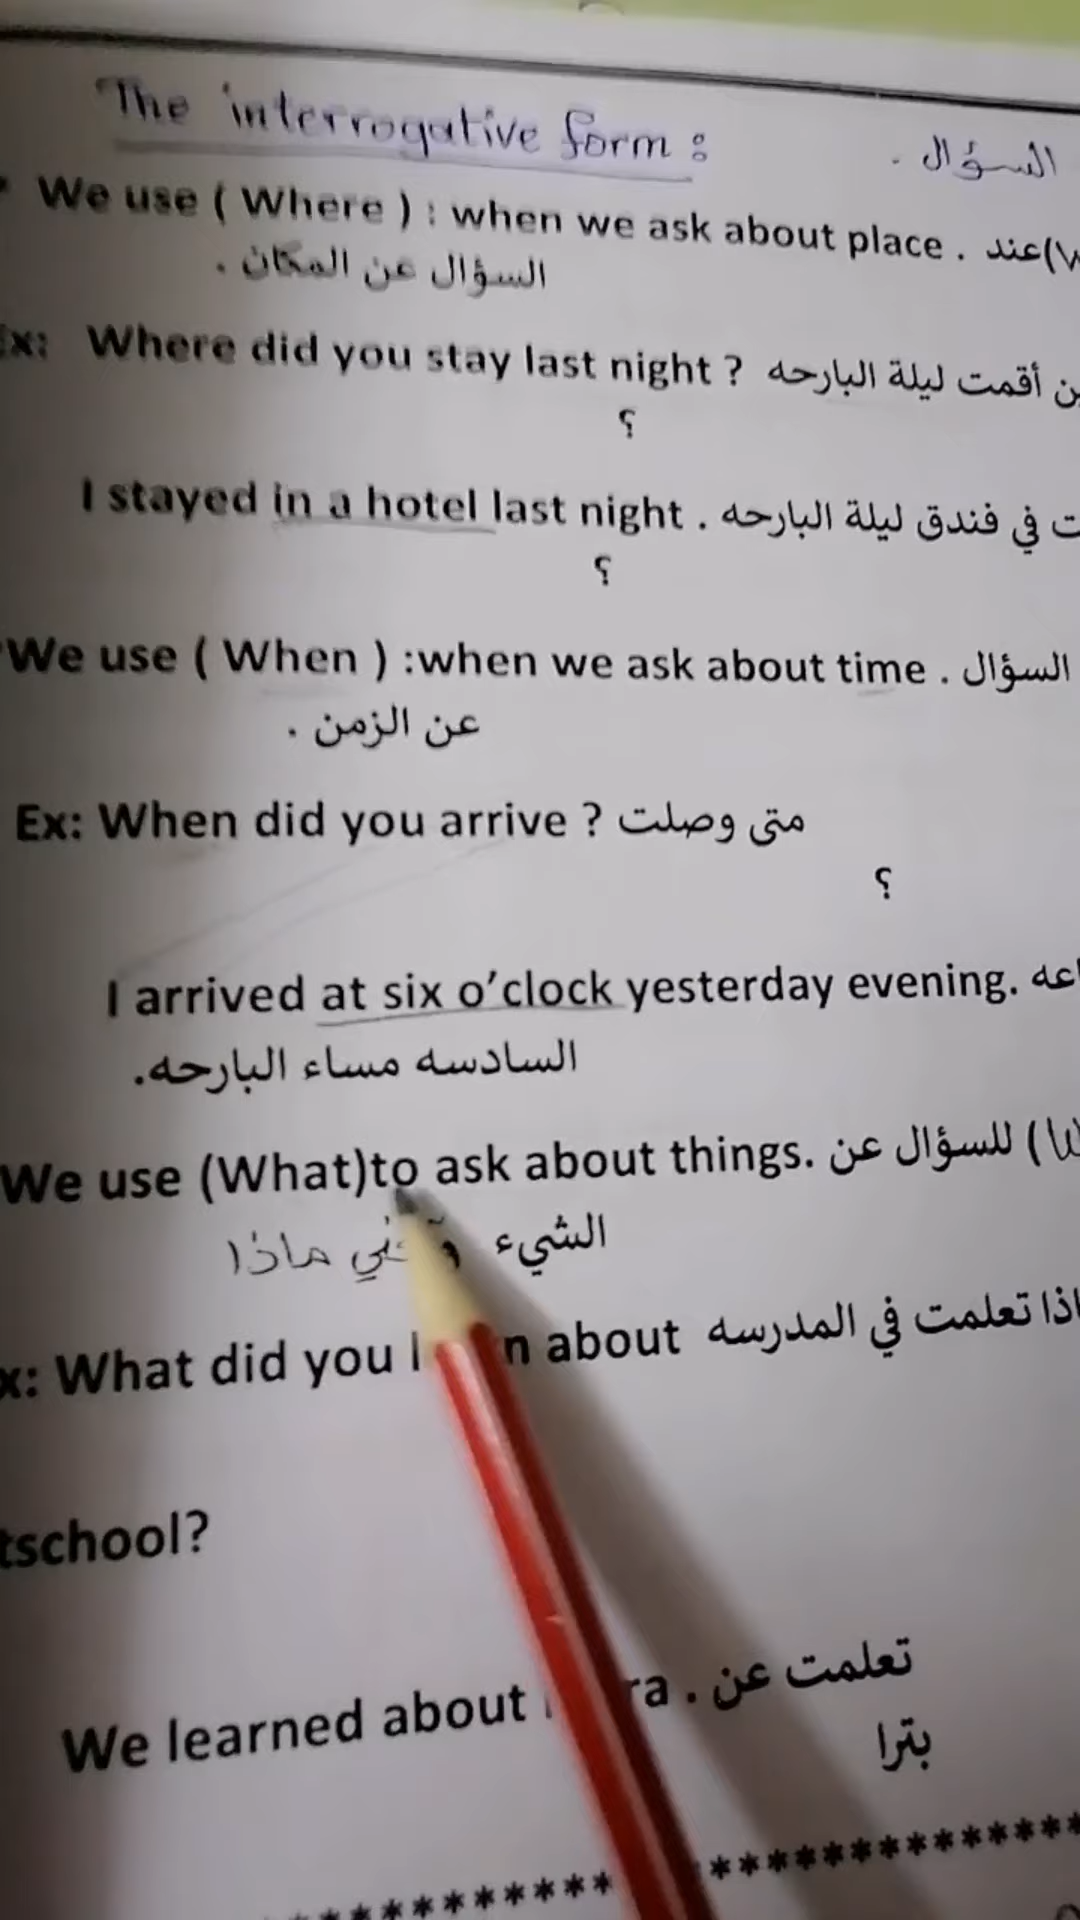 The interrogative form : السؤال .
We use ( Where ) : when we ask about place . عند
السؤال عن المكان .
Ex: Where did you stay last night ? أقمت ليلة البارحه
؟
I stayed in a hotel last night . في فندق ليلة البارحه
؟
We use ( When ) :when we ask about time . السؤال
عن الزمن .
Ex: When did you arrive ? متى وصلت
؟
I arrived at six o’clock yesterday evening.
السادسه مساء البارحه.
We use (What)to ask about things. للسؤال عن
الشيء ماذا
x: What did you about تعلمت في المدرسه
tschool?
We learned about . تعلمت عن
بترا